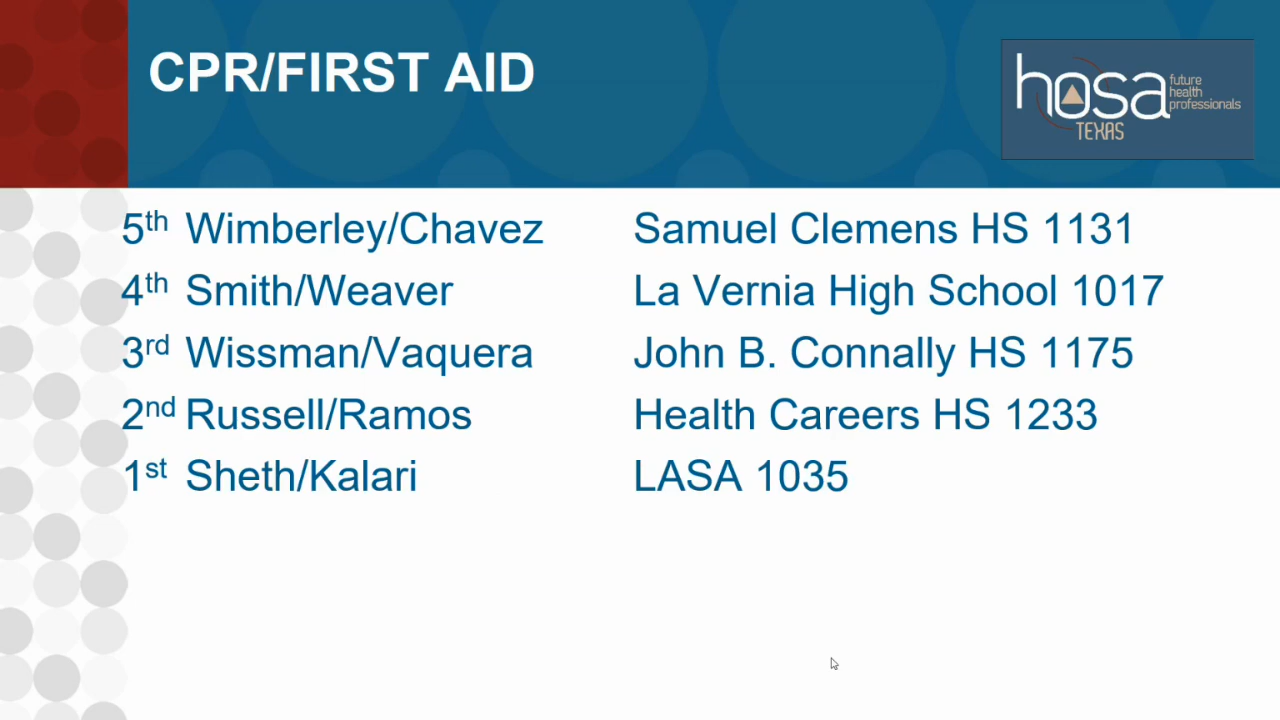 CPR/FIRST AID
hosa future health professionals
TEXAS
5th Wimberley/Chavez Samuel Clemens HS 1131
4th Smith/Weaver La Vernia High School 1017
3rd Wissman/Vaquera John B. Connally HS 1175
2nd Russell/Ramos Health Careers HS 1233
1st Sheth/Kalari LASA 1035